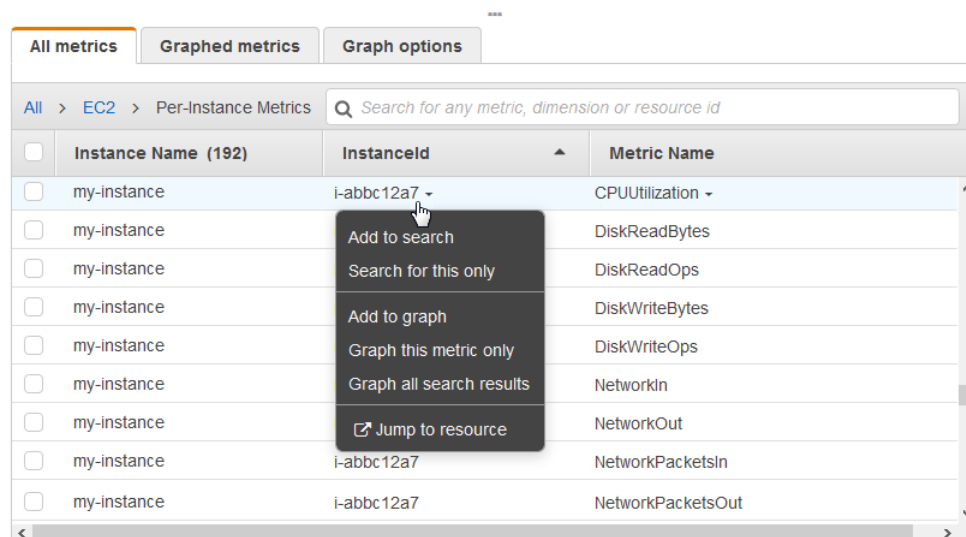 All metrics Graphed metrics Graph options
All > EC2 > Per-Instance Metrics Search for any metric, dimension or resource id
Instance Name (192) InstanceId Metric Name
my-instance i-abbc12a7 CPUUtilization
my-instance DiskReadBytes
my-instance DiskReadOps
my-instance DiskWriteBytes
my-instance DiskWriteOps
my-instance NetworkIn
my-instance NetworkOut
my-instance i-abbc12a7 NetworkPacketsIn
my-instance i-abbc12a7 NetworkPacketsOut
Add to search
Search for this only
Add to graph
Graph this metric only
Graph all search results
Jump to resource